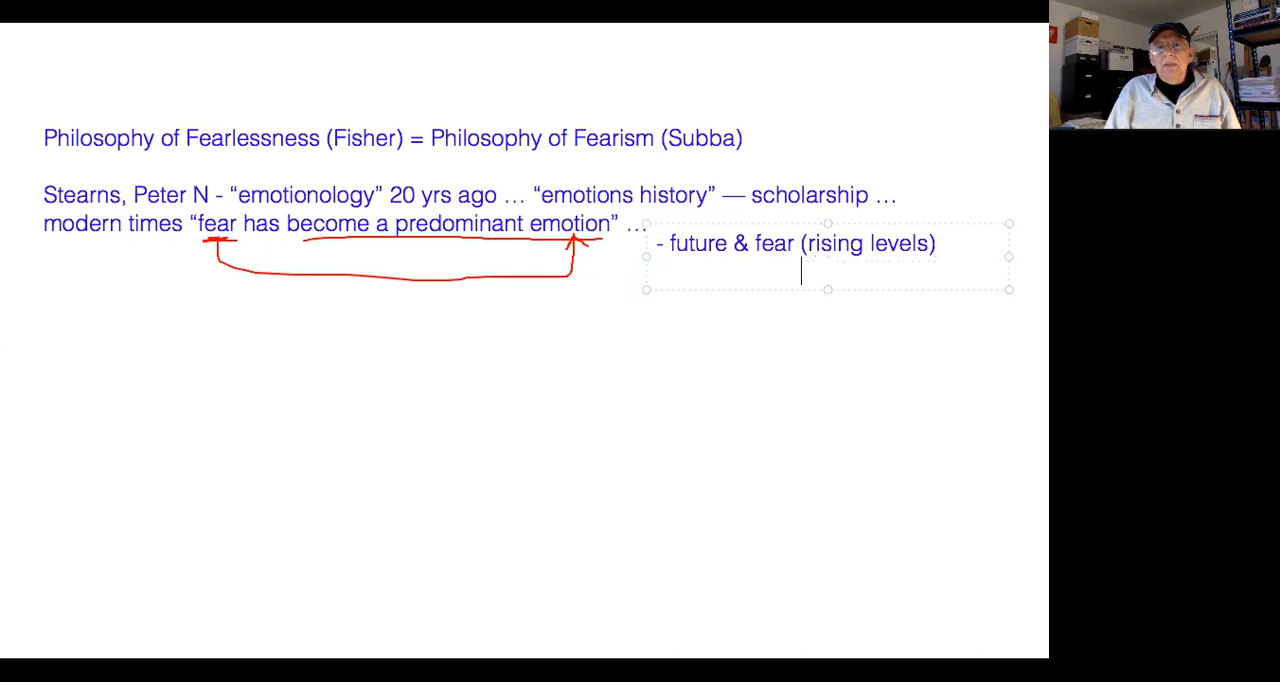 Philosophy of Fearlessness (Fisher) = Philosophy of Fearism (Subba)
Stearns, Peter N - “emotionology” 20 yrs ago … “emotions history” — scholarship …
modern times “fear has become a predominant emotion” …
- future & fear (rising levels)